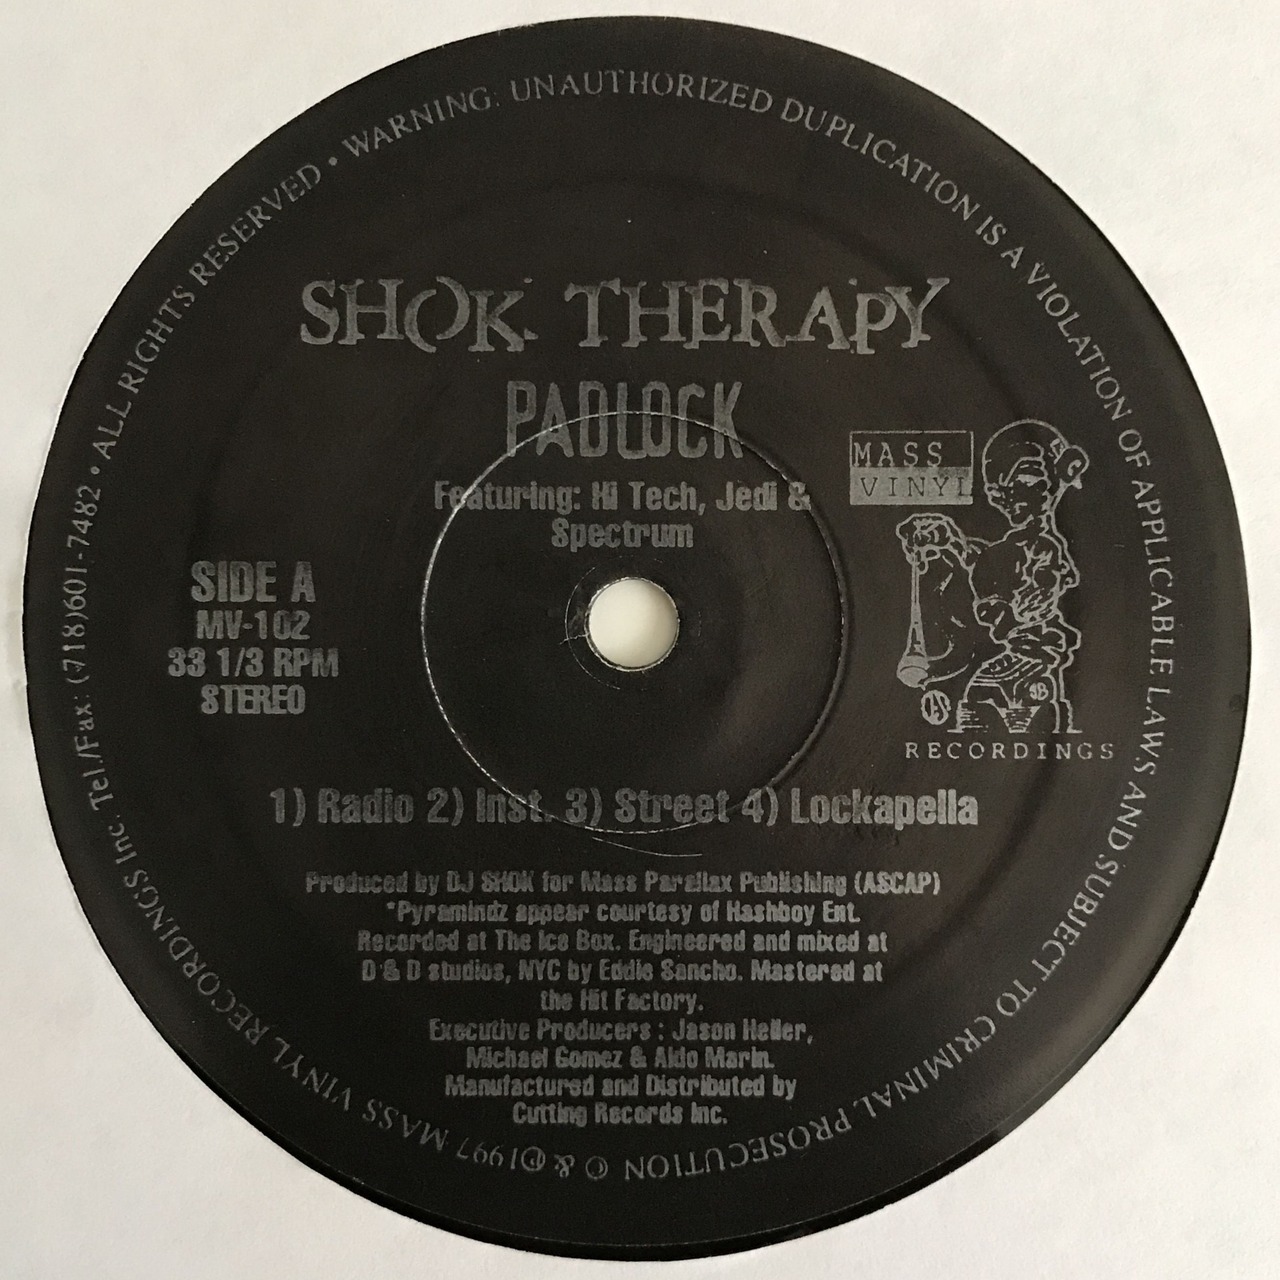 WARNING: UNAUTHORIZED DUPLICATION IS A VIOLATION OF APPLICABLE LAWS AND SUBJECT TO CRIMINAL PROSECUTION © & ℗1997 MASS VINYL RECORDINGS Inc. Tel./Fax: (718)601-7482 • ALL RIGHTS RESERVED •
SHOK THERAPY
PADLOCK
Featuring: Hi Tech, Jedi &
Spectrum
MASS
VINYL
RECORDINGS
SIDE A
MV-102
33 1/3 RPM
STEREO
1) Radio 2) Inst. 3) Street 4) Lockapella
Produced by DJ SHOK for Mass Parallax Publishing (ASCAP)
*Pyramindz appear courtesy of Hashboy Ent.
Recorded at The Ice Box. Engineered and mixed at
D & D studios, NYC by Eddie Sancho. Mastered at
the Hit Factory.
Executive Producers : Jason Heller,
Michael Gomez & Aldo Marin.
Manufactured and Distributed by
Cutting Records Inc.